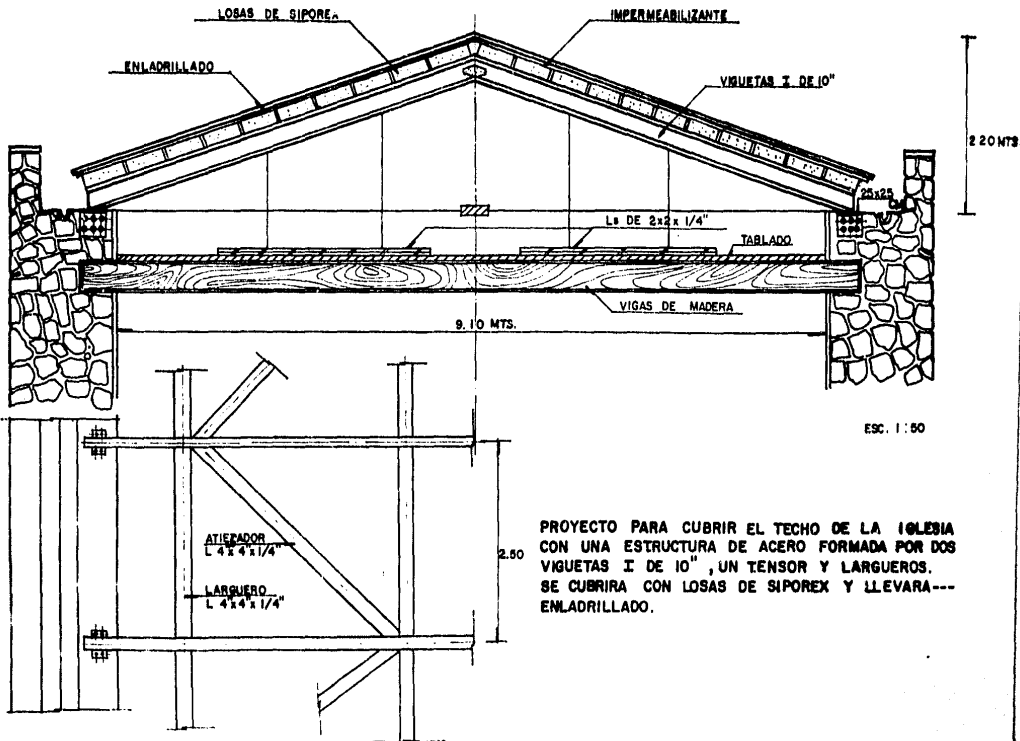 LOSAS DE SIPOREX
IMPERMEABILIZANTE
ENLADRILLADO
VIGUETAS I DE 10"
2 20 MTS
25x25
Ls DE 2x2x 1/4"
TABLADO
VIGAS DE MADERA
9.10 MTS.
ESC. 1:50
ATIEZADOR
L 4"x 4"x 1/4"
2.50
LARGUERO
L 4"x 4"x 1/4"
PROYECTO PARA CUBRIR EL TECHO DE LA IGLESIA
CON UNA ESTRUCTURA DE ACERO FORMADA POR DOS
VIGUETAS I DE 10" , UN TENSOR Y LARGUEROS.
SE CUBRIRA CON LOSAS DE SIPOREX Y LLEVARA---
ENLADRILLADO.